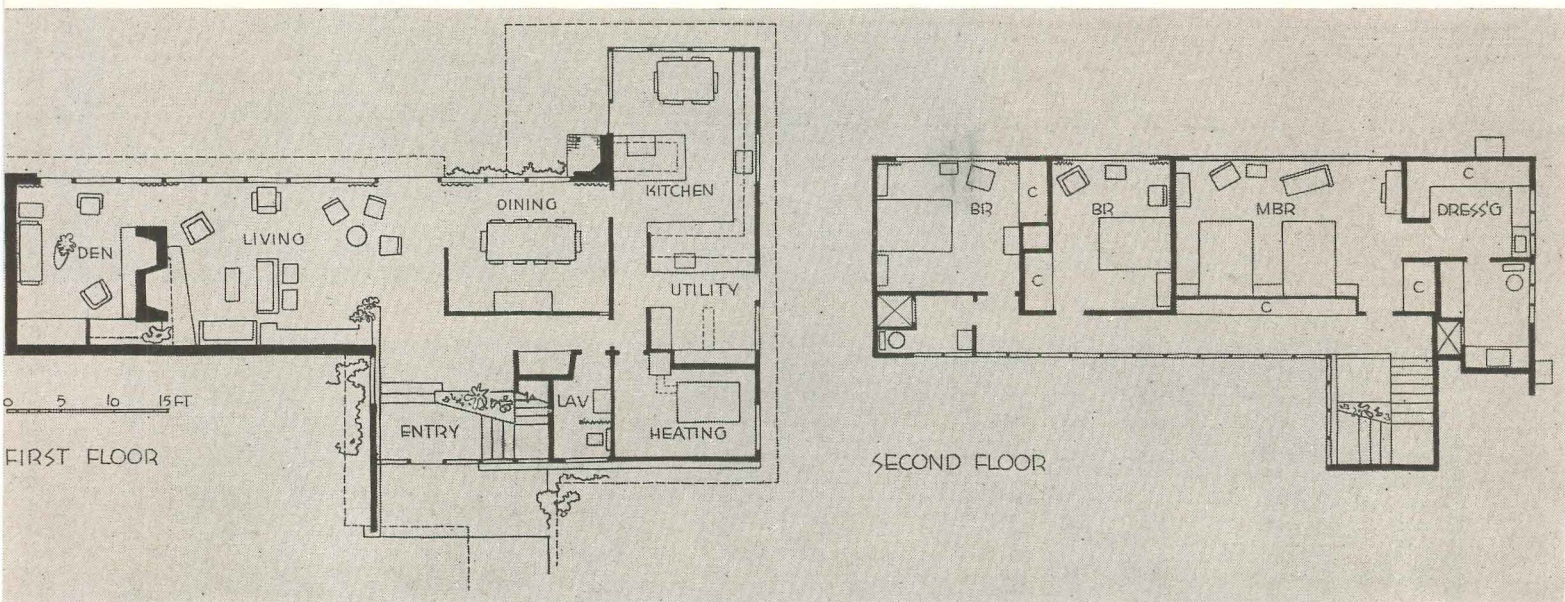 KITCHEN
DINING
DEN
LIVING
UTILITY
0 5 10 15 FT
LAV
ENTRY
HEATING
FIRST FLOOR
C
BR
C
BR
MBR
DRESS'G
C
C
C
SECOND FLOOR